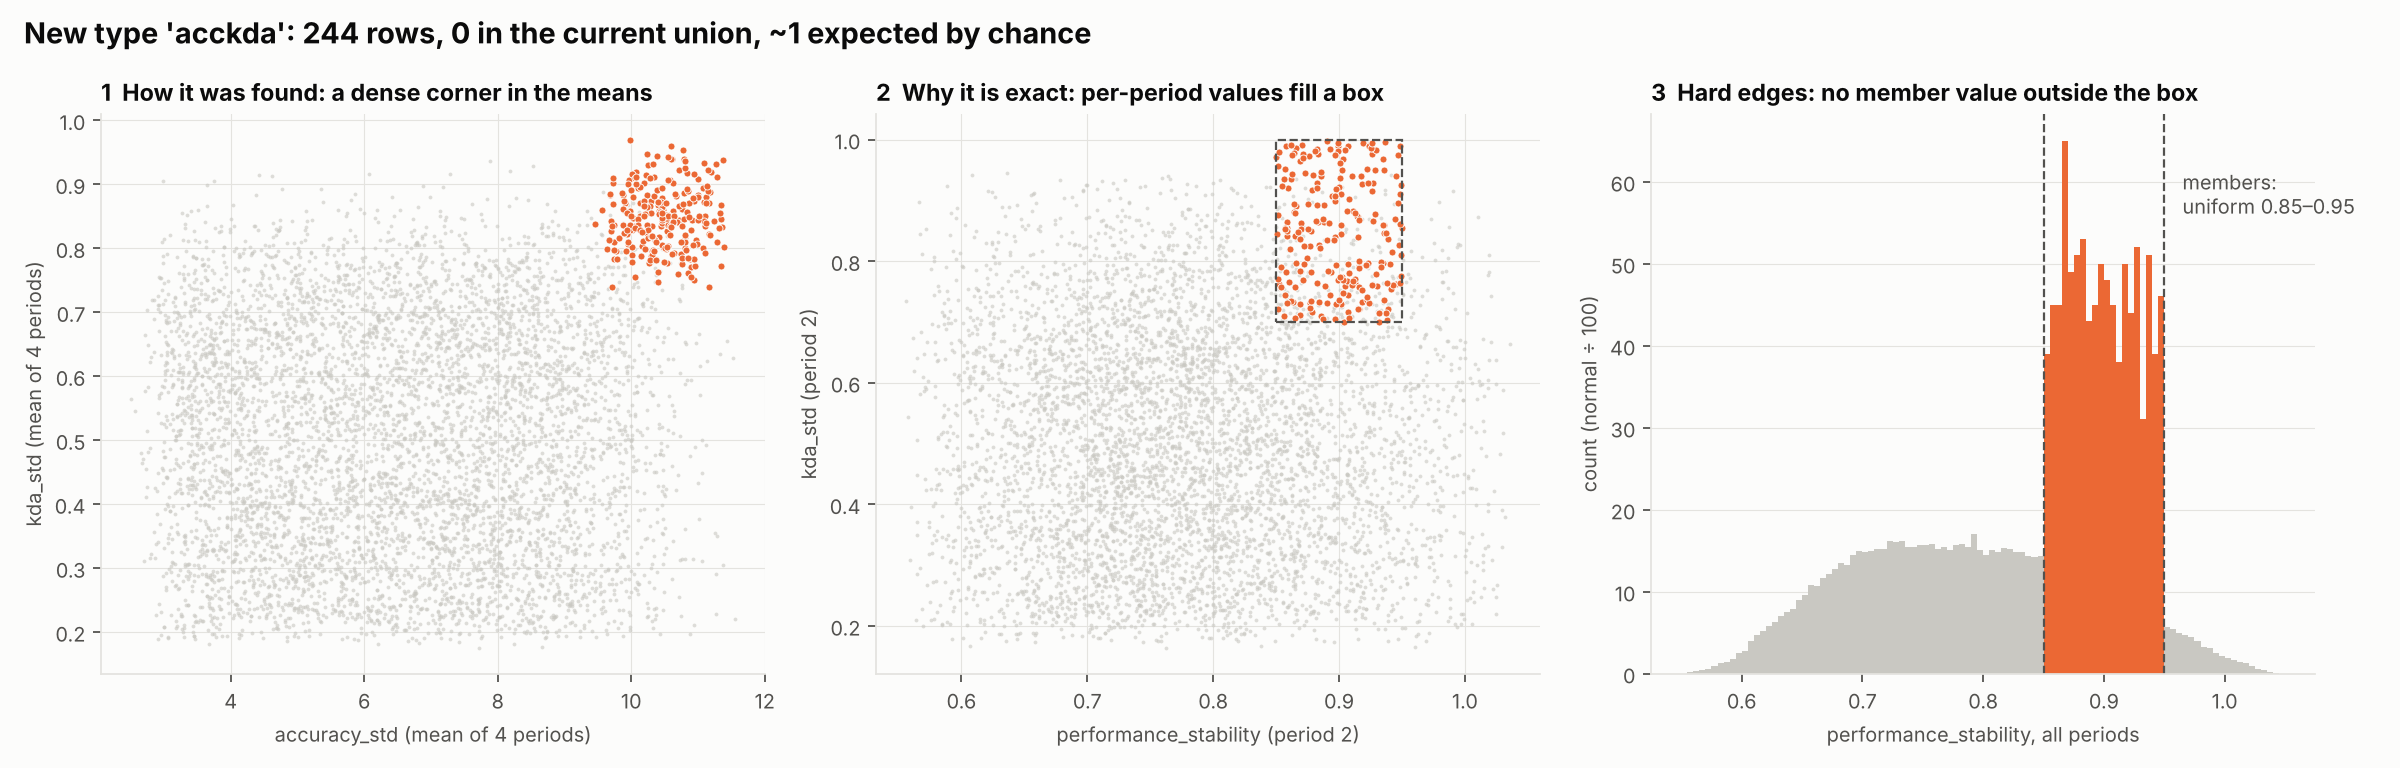 New type 'acckda': 244 rows, 0 in the current union, ~1 expected by chance
1 How it was found: a dense corner in the means
1.0
0.9
0.8
0.7
0.6
0.5
0.4
0.3
0.2
kda_std (mean of 4 periods)
4 6 8 10 12
accuracy_std (mean of 4 periods)
2 Why it is exact: per-period values fill a box
1.0
0.8
0.6
0.4
0.2
kda_std (period 2)
0.6 0.7 0.8 0.9 1.0
performance_stability (period 2)
3 Hard edges: no member value outside the box
60
50
40
30
20
10
0
count (normal ÷ 100)
members:
uniform 0.85–0.95
0.6 0.7 0.8 0.9 1.0
performance_stability, all periods